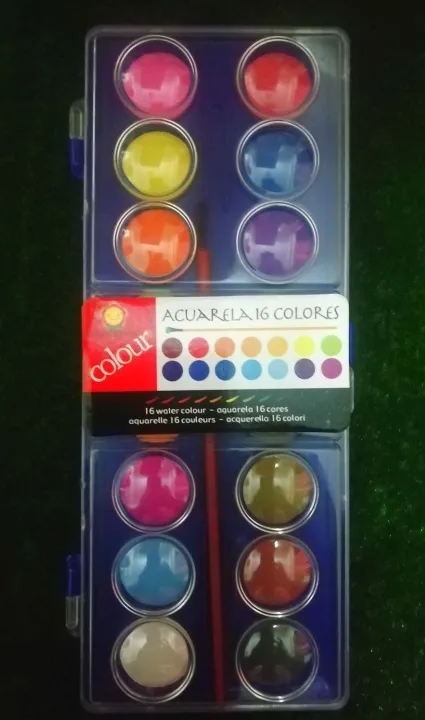 ACUARELA 16 COLORES
colour
16 water colour - aquarela 16 cores
aquarelle 16 couleurs - acquerello 16 colori